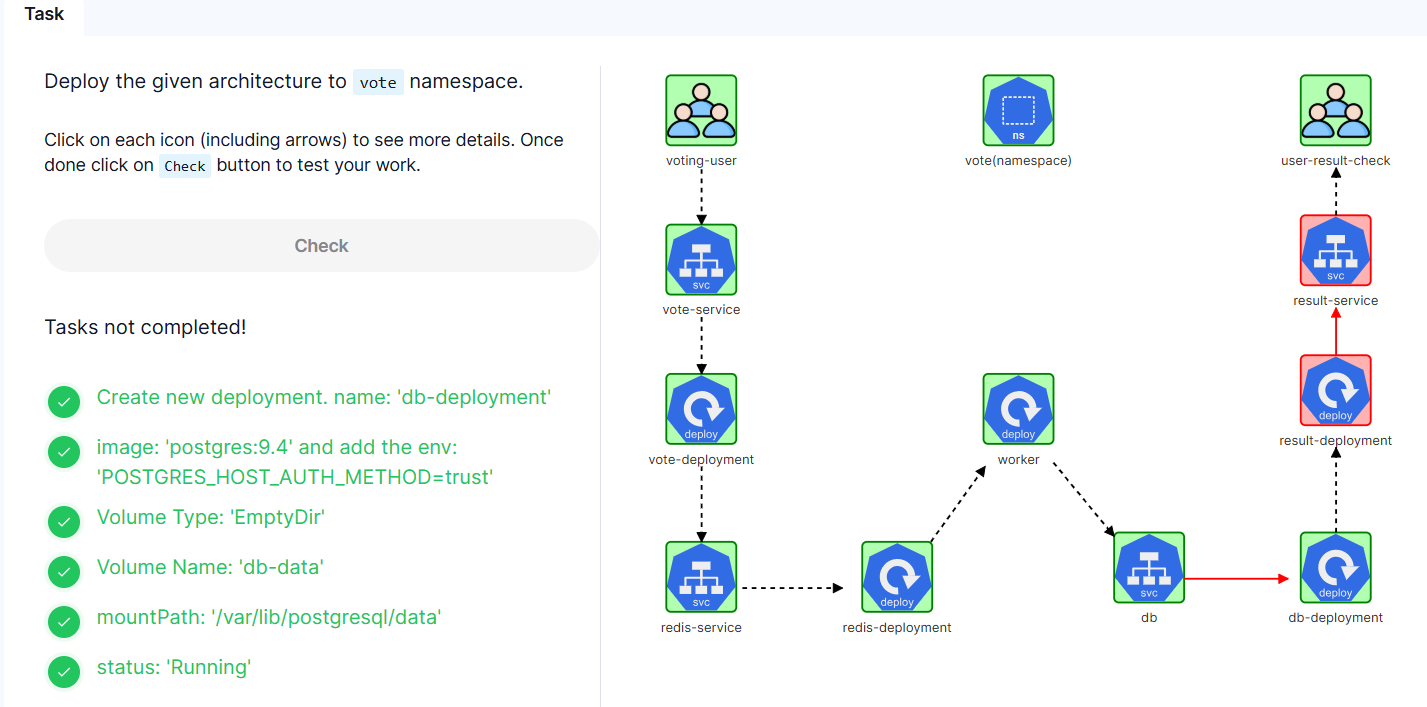 Task
Deploy the given architecture to vote namespace.
Click on each icon (including arrows) to see more details. Once
done click on Check button to test your work.
Check
Tasks not completed!
Create new deployment. name: 'db-deployment'
image: 'postgres:9.4' and add the env:
'POSTGRES_HOST_AUTH_METHOD=trust'
Volume Type: 'EmptyDir'
Volume Name: 'db-data'
mountPath: '/var/lib/postgresql/data'
status: 'Running'
voting-user
ns
vote(namespace)
user-result-check
svc
vote-service
svc
result-service
deploy
vote-deployment
deploy
worker
deploy
result-deployment
svc
redis-service
deploy
redis-deployment
svc
db
deploy
db-deployment